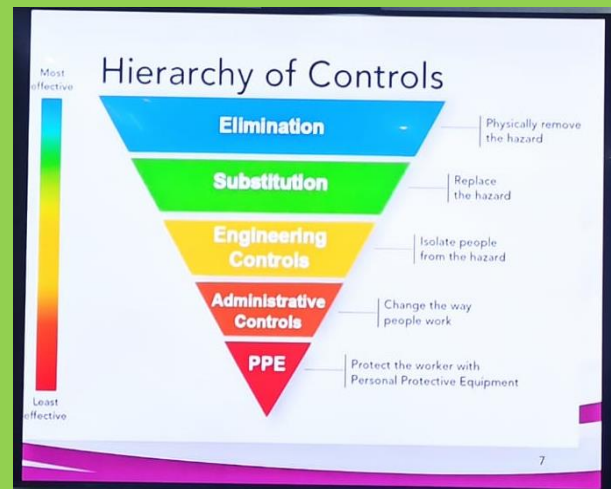 Hierarchy of Controls
Most
effective
Elimination
Physically remove
the hazard
Substitution
Replace
the hazard
Engineering
Controls
Isolate people
from the hazard
Administrative
Controls
Change the way
people work
PPE
Protect the worker with
Personal Protective Equipment
Least
effective
7